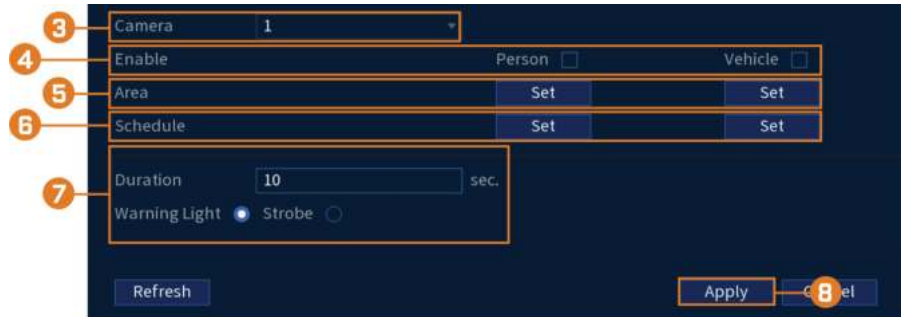 3 Camera 1
4 Enable Person Vehicle
5 Area Set Set
6 Schedule Set Set
Duration 10 sec.
7
Warning Light Strobe
Refresh Apply 8 el